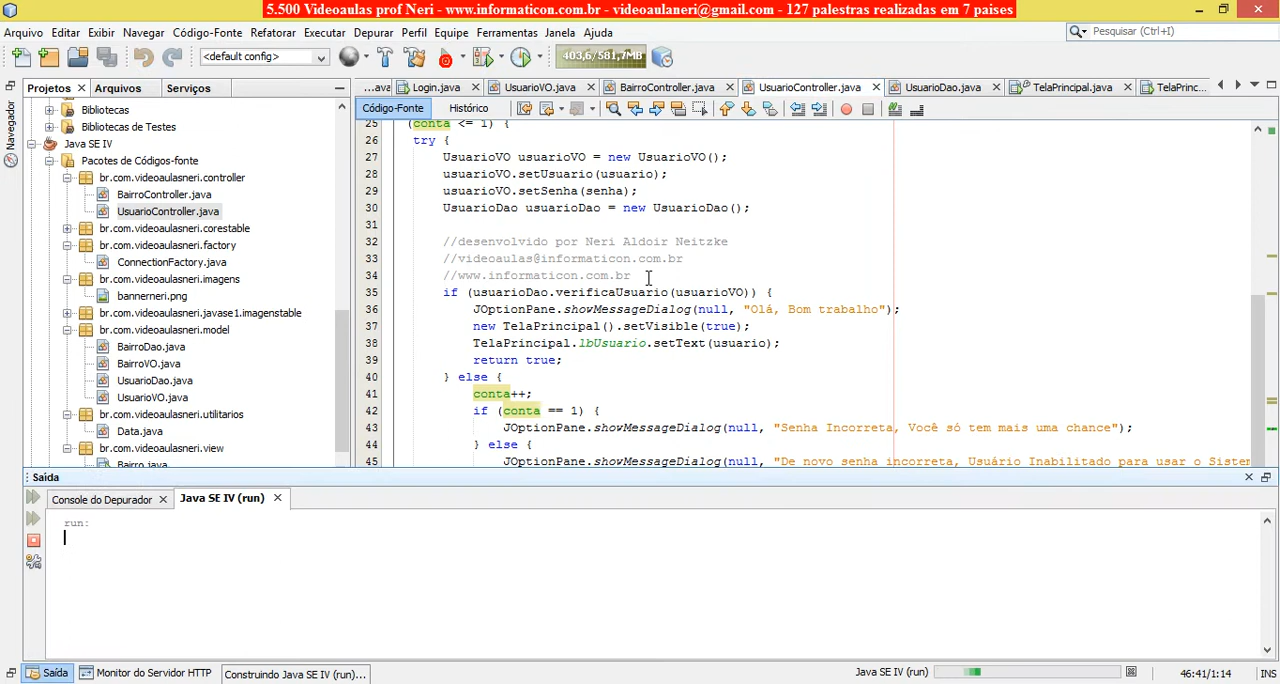 5.500 Videoaulas prof Neri - www.informaticon.com.br - videoaulaneri@gmail.com - 127 palestras realizadas em 7 paises
Arquivo Editar Exibir Navegar Código-Fonte Refatorar Executar Depurar Perfil Equipe Ferramentas Janela Ajuda
Pesquisar (Ctrl+I)
<default config>
403,6/581,7MB
Projetos Arquivos Serviços
...ava Login.java UsuarioVO.java BairroController.java UsuarioController.java UsuarioDao.java TelaPrincipal.java TelaPrinc...
Navegador
Código-Fonte Histórico
Bibliotecas
Bibliotecas de Testes
Java SE IV
Pacotes de Códigos-fonte
br.com.videoaulasneri.controller
BairroController.java
UsuarioController.java
br.com.videoaulasneri.corestable
br.com.videoaulasneri.factory
ConnectionFactory.java
br.com.videoaulasneri.imagens
bannerneri.png
br.com.videoaulasneri.javase1.imagenstable
br.com.videoaulasneri.model
BairroDao.java
BairroVO.java
UsuarioDao.java
UsuarioVO.java
br.com.videoaulasneri.utilitarios
Data.java
br.com.videoaulasneri.view
Bairro.java
25 (conta <= 1) {
26 try {
27 UsuarioVO usuarioVO = new UsuarioVO();
28 usuarioVO.setUsuario(usuario);
29 usuarioVO.setSenha(senha);
30 UsuarioDao usuarioDao = new UsuarioDao();
31
32 //desenvolvido por Neri Aldoir Neitzke
33 //videoaulas@informaticon.com.br
34 //www.informaticon.com.br
35 if (usuarioDao.verificaUsuario(usuarioVO)) {
36 JOptionPane.showMessageDialog(null, "Olá, Bom trabalho");
37 new TelaPrincipal().setVisible(true);
38 TelaPrincipal.lbUsuario.setText(usuario);
39 return true;
40 } else {
41 conta++;
42 if (conta == 1) {
43 JOptionPane.showMessageDialog(null, "Senha Incorreta, Você só tem mais uma chance");
44 } else {
45 JOptionPane.showMessageDialog(null, "De novo senha incorreta, Usuário Inabilitado para usar o Sistem
Saída
Console do Depurador Java SE IV (run)
run:
Saída Monitor do Servidor HTTP Construindo Java SE IV (run)... Java SE IV (run) 46:41/1:14 INS